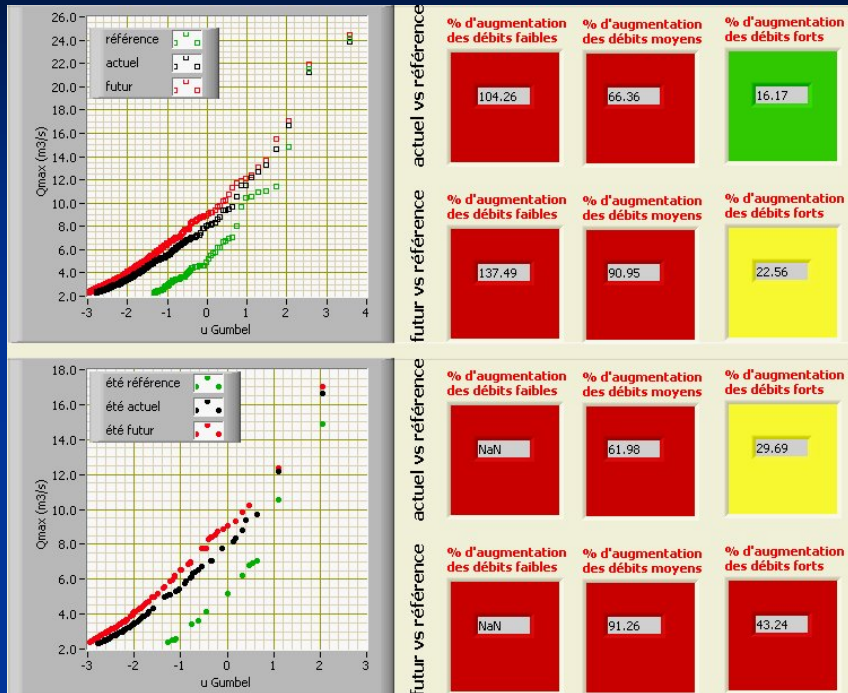 26.0
24.0
22.0
20.0
18.0
16.0
14.0
12.0
10.0
8.0
6.0
4.0
2.0
Qmax (m3/s)
référence
actuel
futur
-3 -2 -1 0 1 2 3 4
u Gumbel
actuel vs référence
% d'augmentation
des débits faibles
104.26
% d'augmentation
des débits moyens
66.36
% d'augmentation
des débits forts
16.17
futur vs référence
% d'augmentation
des débits faibles
137.49
% d'augmentation
des débits moyens
90.95
% d'augmentation
des débits forts
22.56
18.0
16.0
14.0
12.0
10.0
8.0
6.0
4.0
2.0
Qmax (m3/s)
été référence
été actuel
été futur
-3 -2 -1 0 1 2 3
u Gumbel
actuel vs référence
% d'augmentation
des débits faibles
NaN
% d'augmentation
des débits moyens
61.98
% d'augmentation
des débits forts
29.69
futur vs référence
% d'augmentation
des débits faibles
NaN
% d'augmentation
des débits moyens
91.26
% d'augmentation
des débits forts
43.24